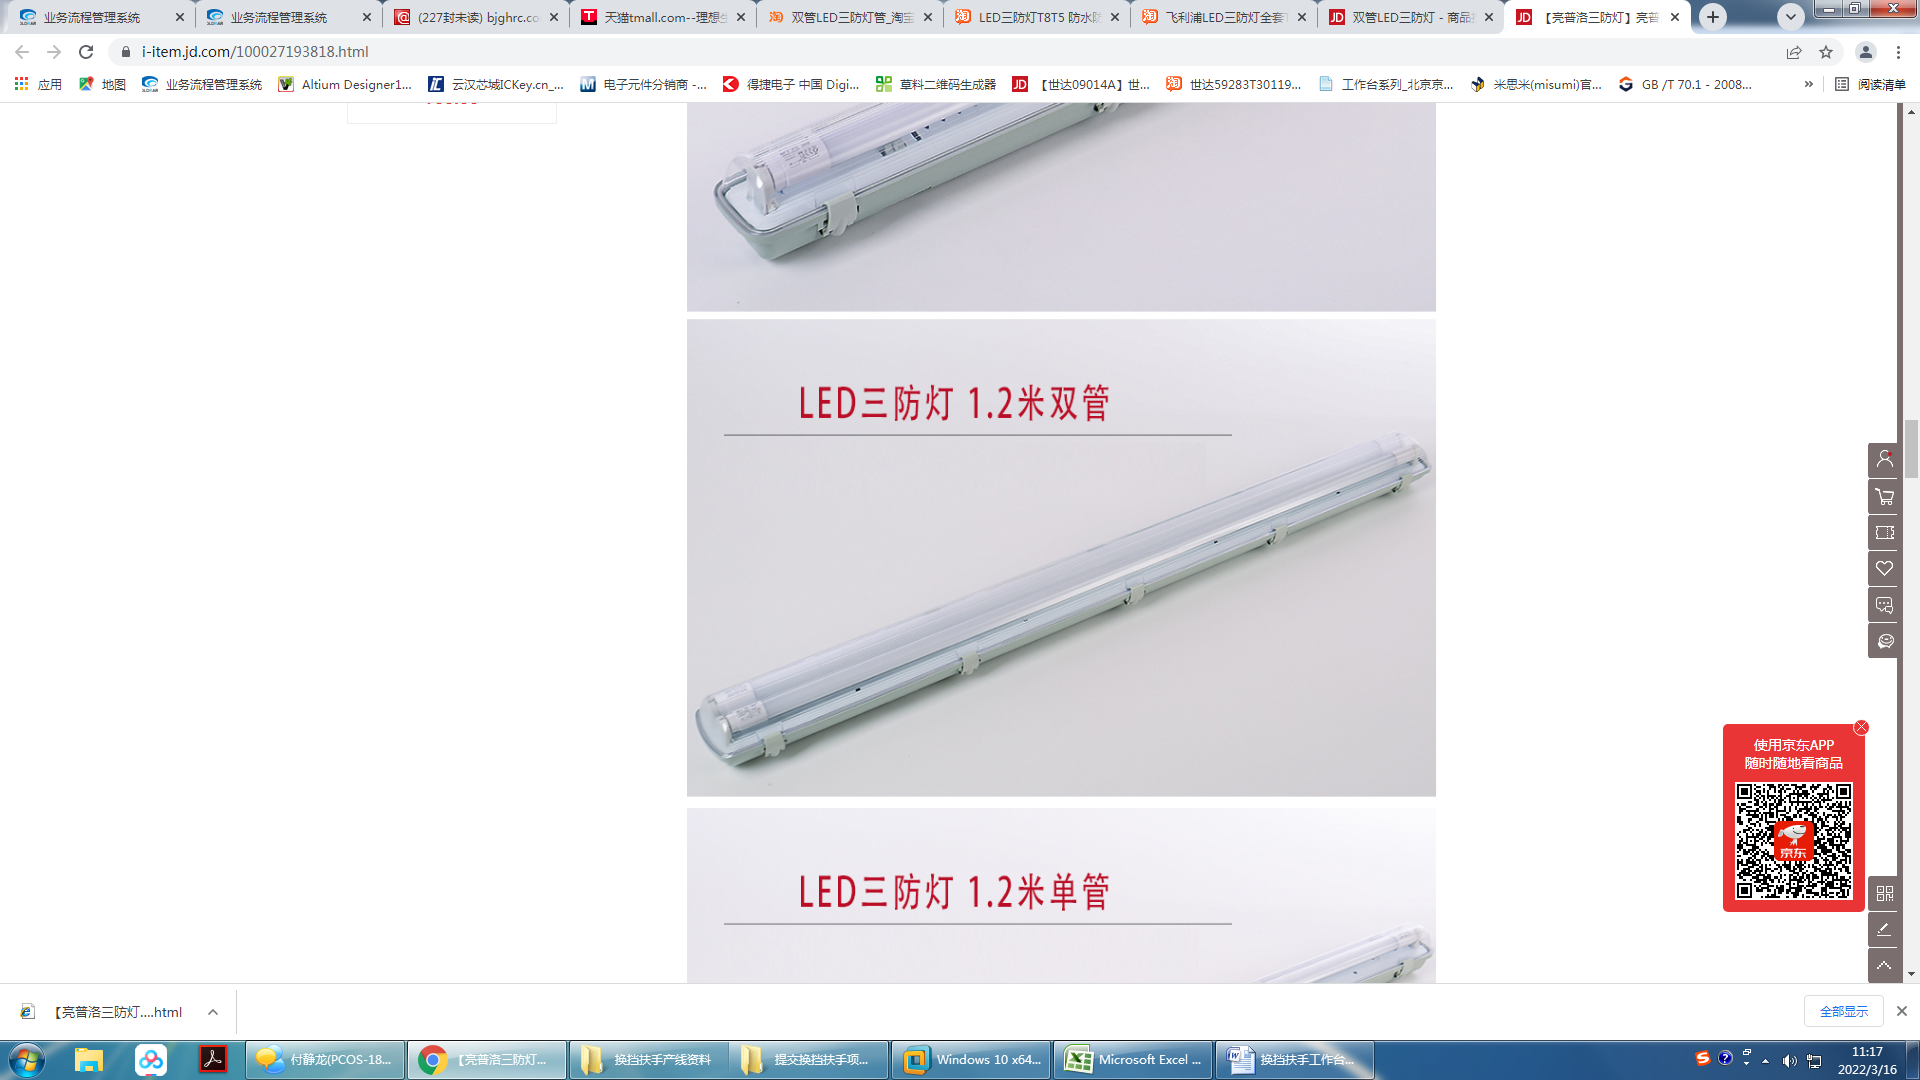 业务流程管理系统
业务流程管理系统
(227封未读) bjghrc.co
天猫tmall.com--理想生
双管LED三防灯管_淘宝
LED三防灯T8T5 防水防
飞利浦LED三防灯全套T
双管LED三防灯 - 商品搜
【亮普洛三防灯】亮普
i-item.jd.com/100027193818.html
应用
地图
业务流程管理系统
Altium Designer1...
云汉芯城ICKey.cn_...
电子元件分销商 -...
得捷电子 中国 Digi...
草料二维码生成器
【世达09014A】世...
世达59283T30119...
工作台系列_北京京...
米思米(misumi)官...
GB /T 70.1 - 2008...
阅读清单
LED三防灯 1.2米双管
LED三防灯 1.2米单管
使用京东APP
随时随地看商品
京东
【亮普洛三防灯....html
全部显示
付静龙(PCOS-18...
【亮普洛三防灯...
换挡扶手产线资料
提交换挡扶手项...
Windows 10 x64...
Microsoft Excel ...
换挡扶手工作台...
11:17
2022/3/16